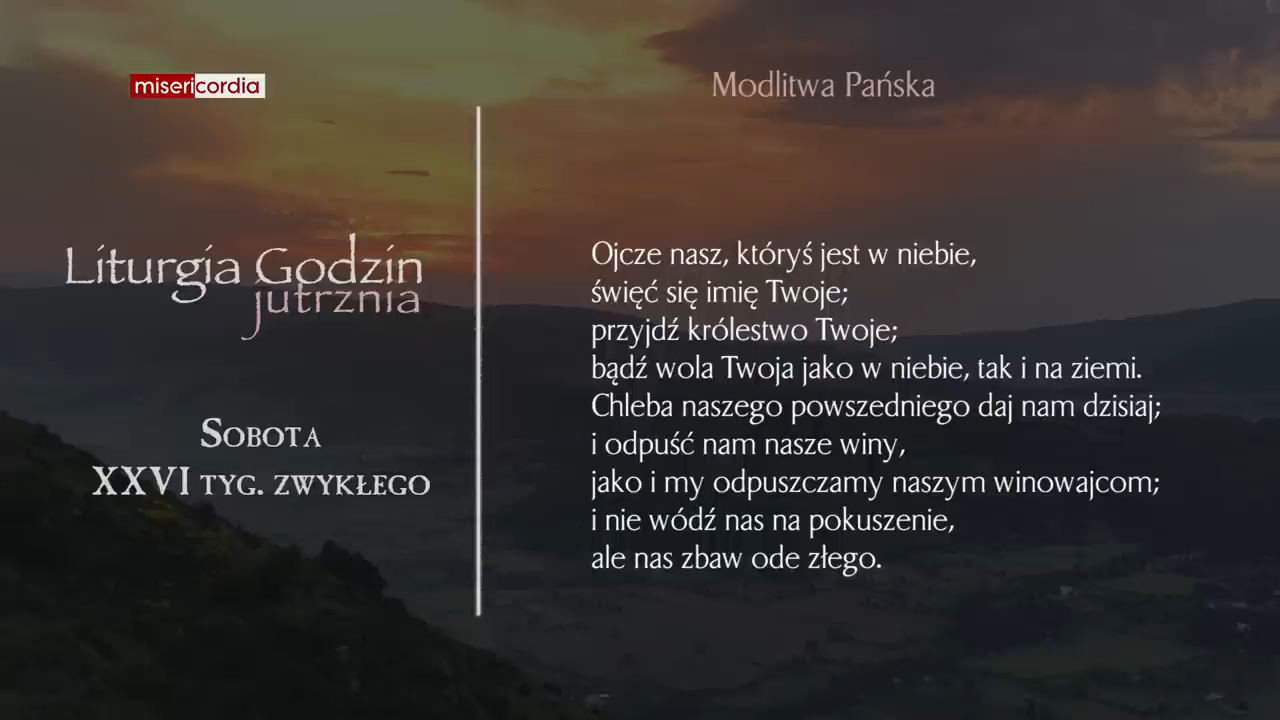 misericordia
Liturgia Godzin
jutrznia
Sobota
XXVI tyg. zwykłego
Modlitwa Pańska
Ojcze nasz, któryś jest w niebie,
święć się imię Twoje;
przyjdź królestwo Twoje;
bądź wola Twoja jako w niebie, tak i na ziemi.
Chleba naszego powszedniego daj nam dzisiaj;
i odpuść nam nasze winy,
jako i my odpuszczamy naszym winowajcom;
i nie wódź nas na pokuszenie,
ale nas zbaw ode złego.